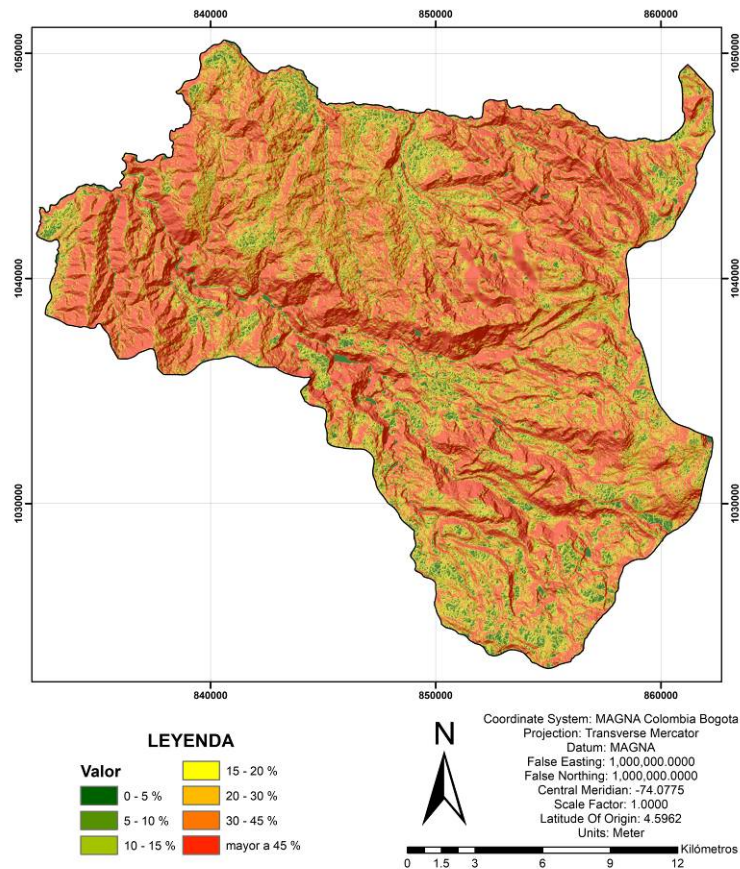 840000 850000 860000
1050000 1050000
1040000 1040000
1030000 1030000
840000 850000 860000
LEYENDA
Valor
0 - 5 %
5 - 10 %
10 - 15 %
15 - 20 %
20 - 30 %
30 - 45 %
mayor a 45 %
N
Coordinate System: MAGNA Colombia Bogota
Projection: Transverse Mercator
Datum: MAGNA
False Easting: 1,000,000.0000
False Northing: 1,000,000.0000
Central Meridian: -74.0775
Scale Factor: 1.0000
Latitude Of Origin: 4.5962
Units: Meter
Kilómetros
0 1.5 3 6 9 12